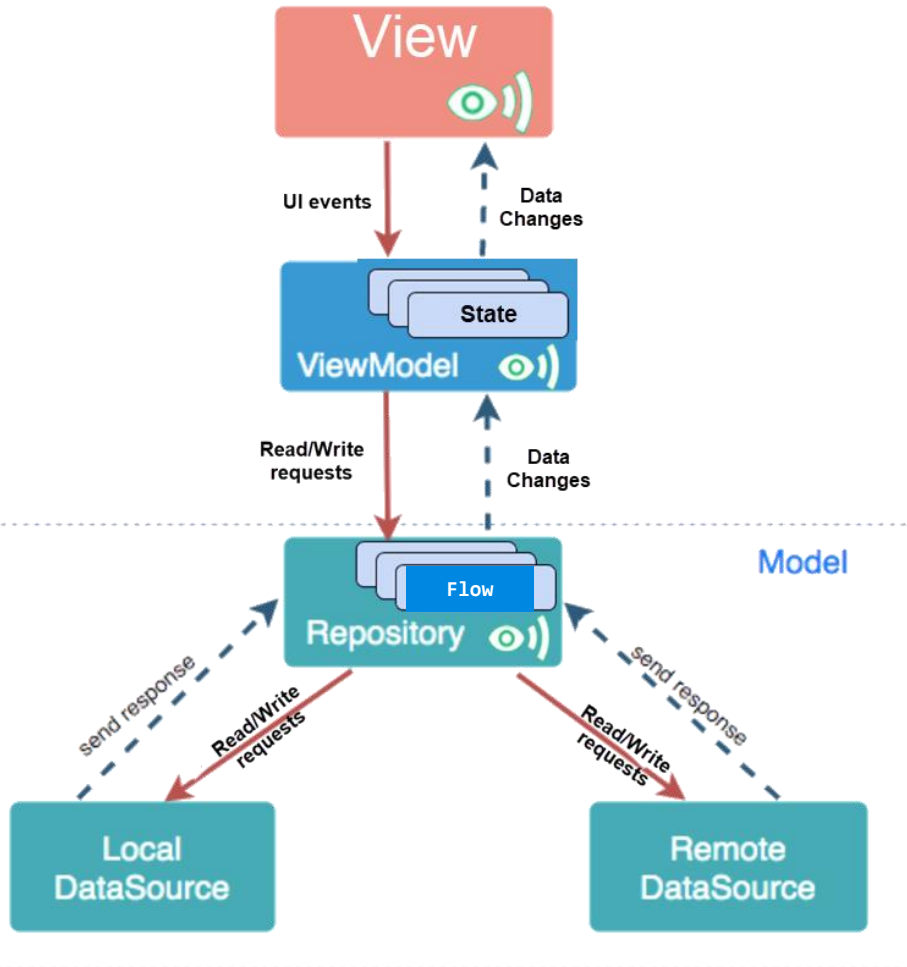 View
UI events
Data
Changes
State
ViewModel
Read/Write
requests
Data
Changes
Model
Flow
Repository
send response
Read/Write
requests
Read/Write
requests
send response
Local
DataSource
Remote
DataSource